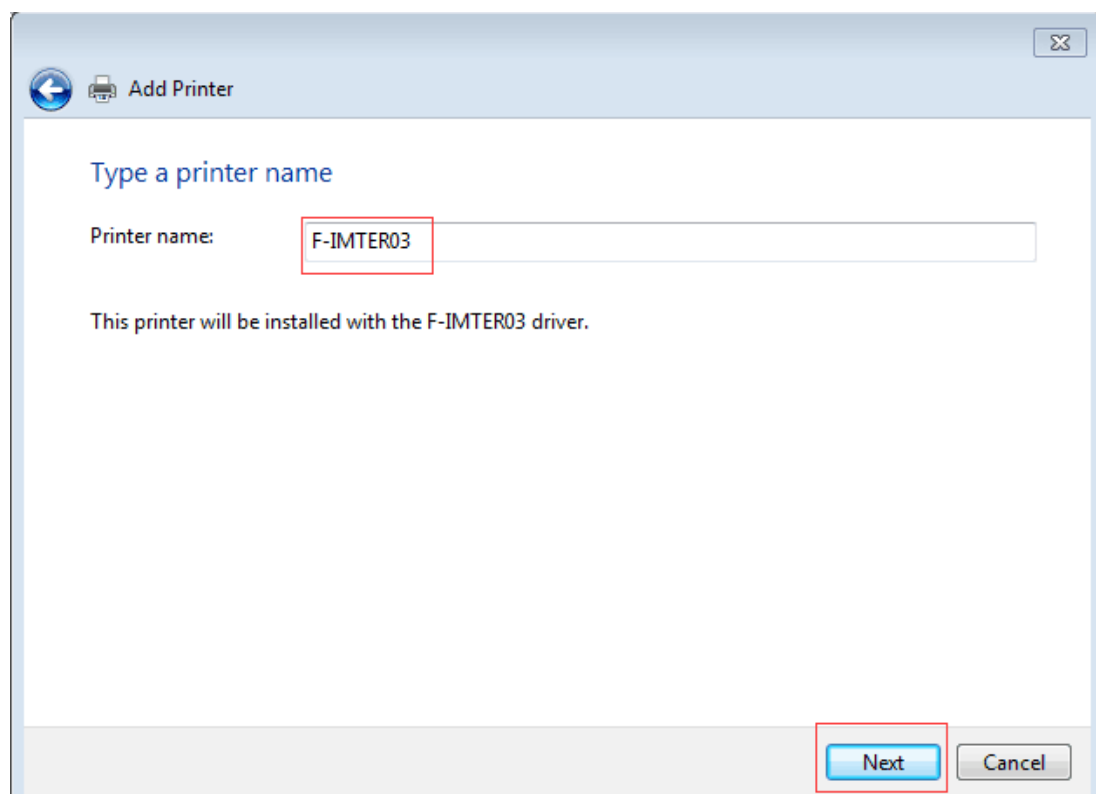 Add Printer
Type a printer name
Printer name: F-IMTER03
This printer will be installed with the F-IMTER03 driver.
Next Cancel